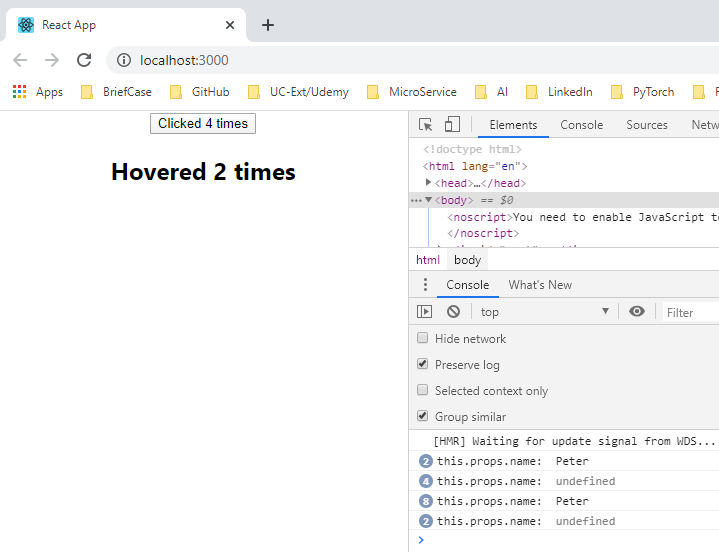 React App
localhost:3000
Apps BriefCase GitHub UC-Ext/Udemy MicroService AI LinkedIn PyTorch
Clicked 4 times
Hovered 2 times
Elements Console Sources Netw
<!doctype html>
<html lang="en">
<head>…</head>
<body> == $0
<noscript>You need to enable JavaScript t
</noscript>
html body
Console What's New
top Filter
Hide network
Preserve log
Selected context only
Group similar
[HMR] Waiting for update signal from WDS...
2 this.props.name: Peter
4 this.props.name: undefined
8 this.props.name: Peter
2 this.props.name: undefined